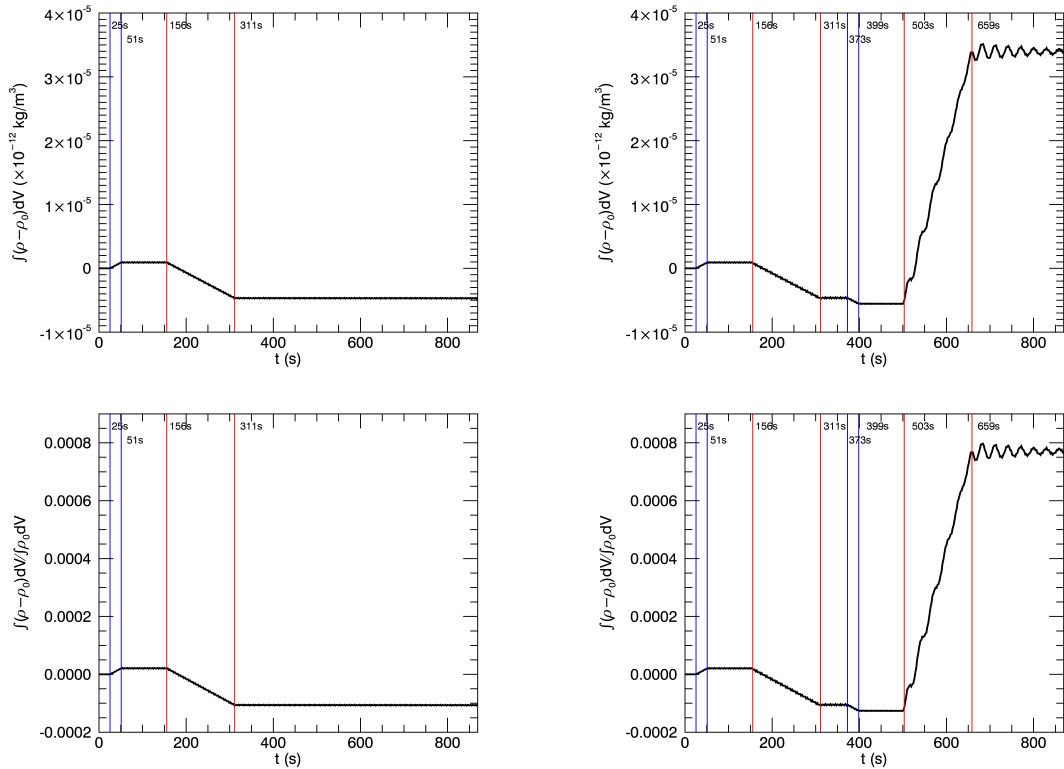 4×10⁻⁵
3×10⁻⁵
2×10⁻⁵
1×10⁻⁵
0
-1×10⁻⁵
∫(ρ−ρ₀)dV (×10⁻¹² kg/m³)
25s
51s
156s
311s
0 200 400 600 800
t (s)
4×10⁻⁵
3×10⁻⁵
2×10⁻⁵
1×10⁻⁵
0
-1×10⁻⁵
∫(ρ−ρ₀)dV (×10⁻¹² kg/m³)
25s
51s
156s
311s
373s
399s
503s
659s
0 200 400 600 800
t (s)
0.0008
0.0006
0.0004
0.0002
0.0000
-0.0002
∫(ρ−ρ₀)dV/∫ρ₀dV
25s
51s
156s
311s
0 200 400 600 800
t (s)
0.0008
0.0006
0.0004
0.0002
0.0000
-0.0002
∫(ρ−ρ₀)dV/∫ρ₀dV
25s
51s
156s
311s
373s
399s
503s
659s
0 200 400 600 800
t (s)